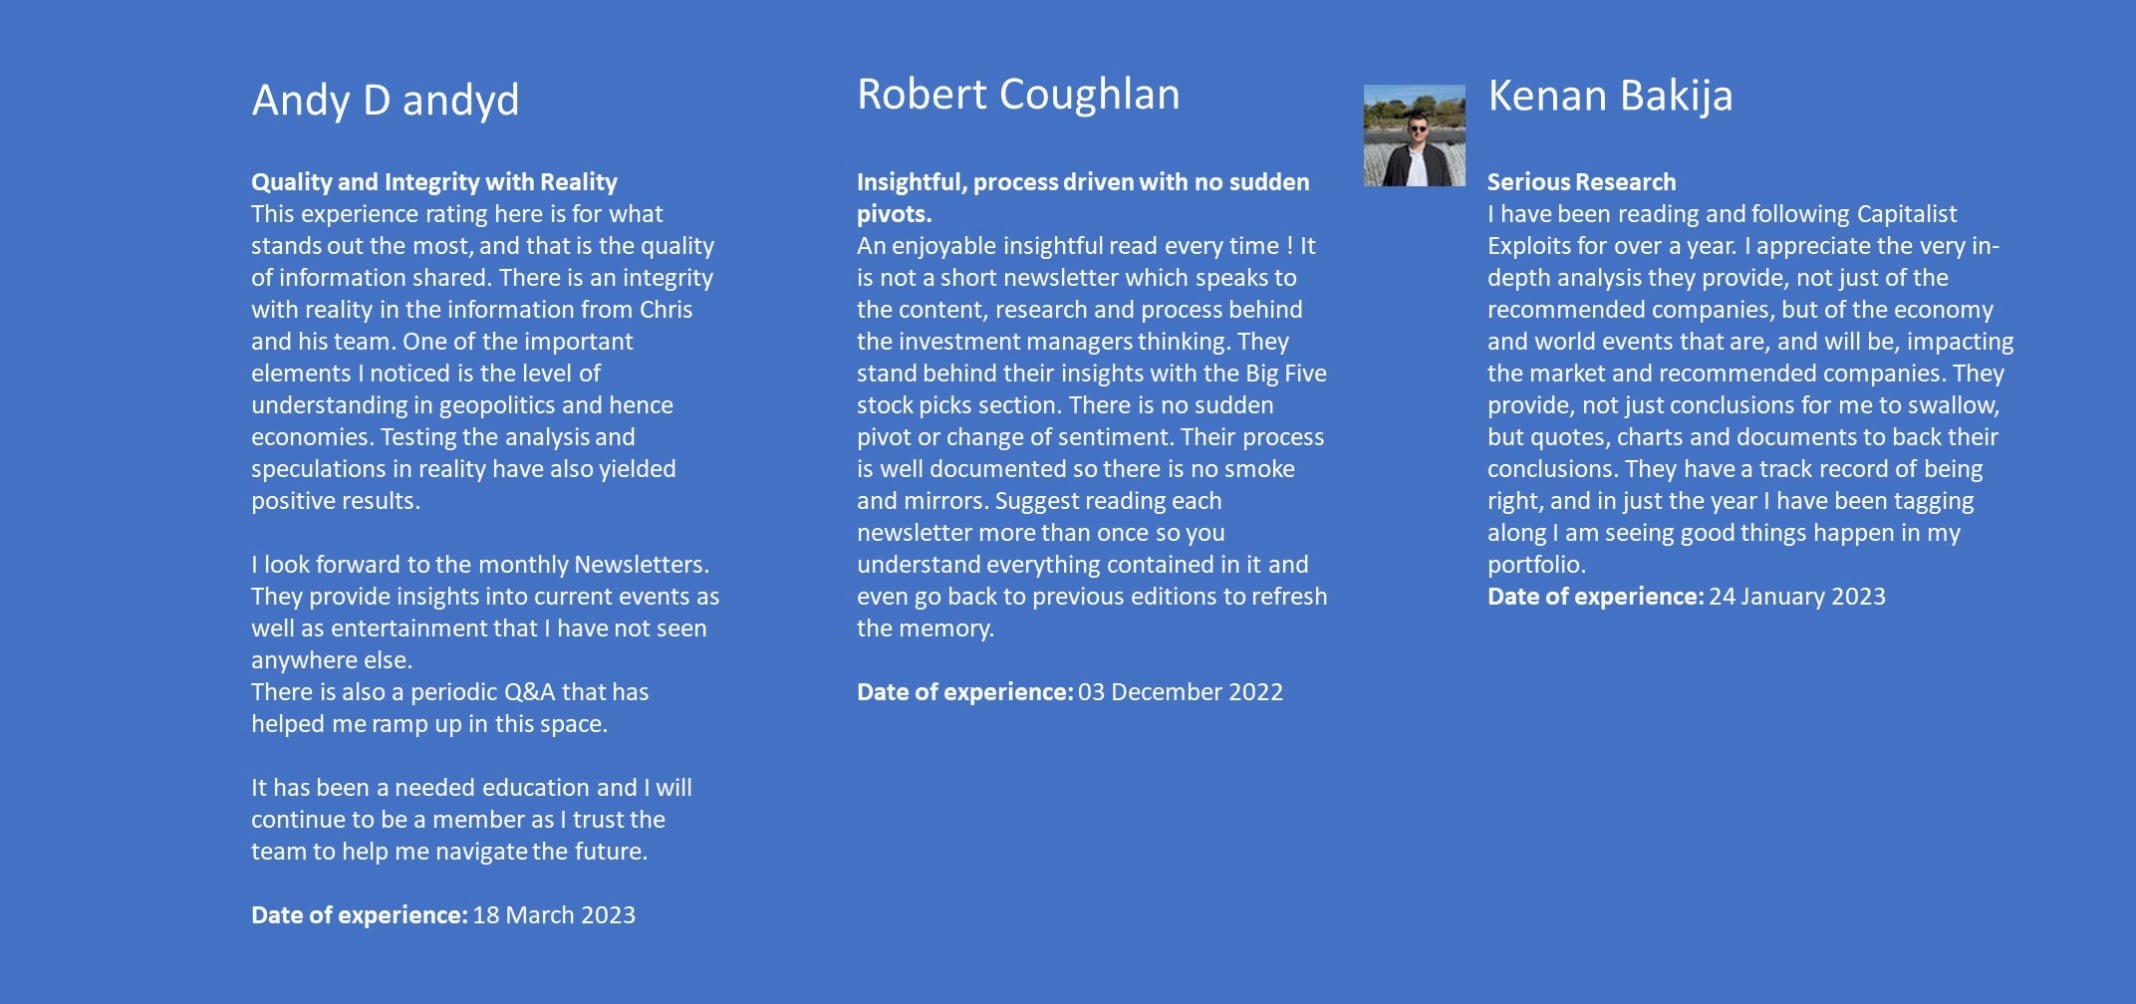 Andy D andyd
Quality and Integrity with Reality
This experience rating here is for what
stands out the most, and that is the quality
of information shared. There is an integrity
with reality in the information from Chris
and his team. One of the important
elements I noticed is the level of
understanding in geopolitics and hence
economies. Testing the analysis and
speculations in reality have also yielded
positive results.
I look forward to the monthly Newsletters.
They provide insights into current events as
well as entertainment that I have not seen
anywhere else.
There is also a periodic Q&A that has
helped me ramp up in this space.
It has been a needed education and I will
continue to be a member as I trust the
team to help me navigate the future.
Date of experience: 18 March 2023
Robert Coughlan
Insightful, process driven with no sudden
pivots.
An enjoyable insightful read every time ! It
is not a short newsletter which speaks to
the content, research and process behind
the investment managers thinking. They
stand behind their insights with the Big Five
stock picks section. There is no sudden
pivot or change of sentiment. Their process
is well documented so there is no smoke
and mirrors. Suggest reading each
newsletter more than once so you
understand everything contained in it and
even go back to previous editions to refresh
the memory.
Date of experience: 03 December 2022
Kenan Bakija
Serious Research
I have been reading and following Capitalist
Exploits for over a year. I appreciate the very in-
depth analysis they provide, not just of the
recommended companies, but of the economy
and world events that are, and will be, impacting
the market and recommended companies. They
provide, not just conclusions for me to swallow,
but quotes, charts and documents to back their
conclusions. They have a track record of being
right, and in just the year I have been tagging
along I am seeing good things happen in my
portfolio.
Date of experience: 24 January 2023